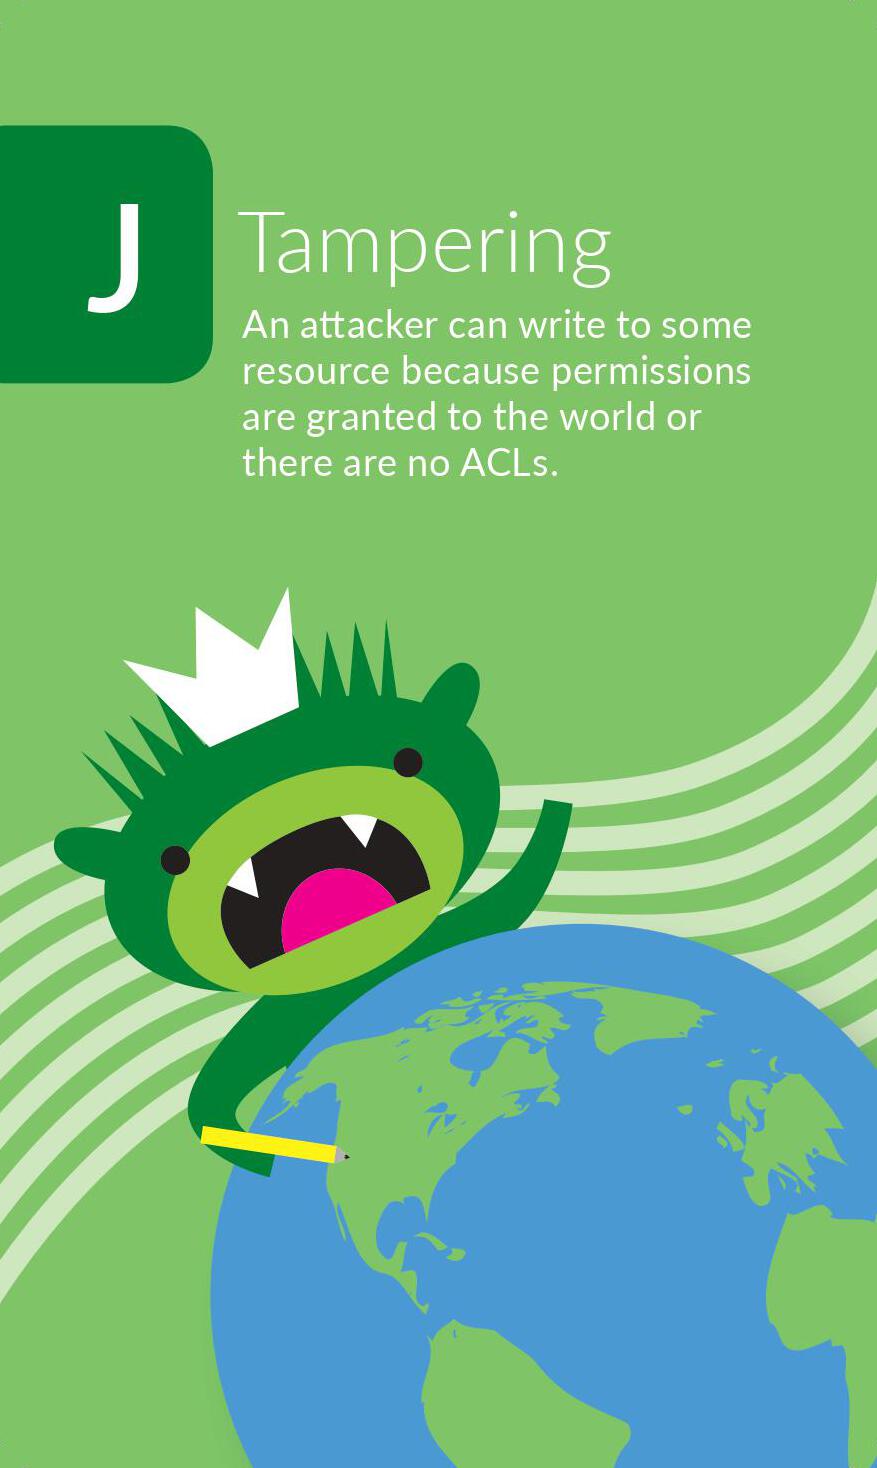 J
Tampering
An attacker can write to some
resource because permissions
are granted to the world or
there are no ACLs.